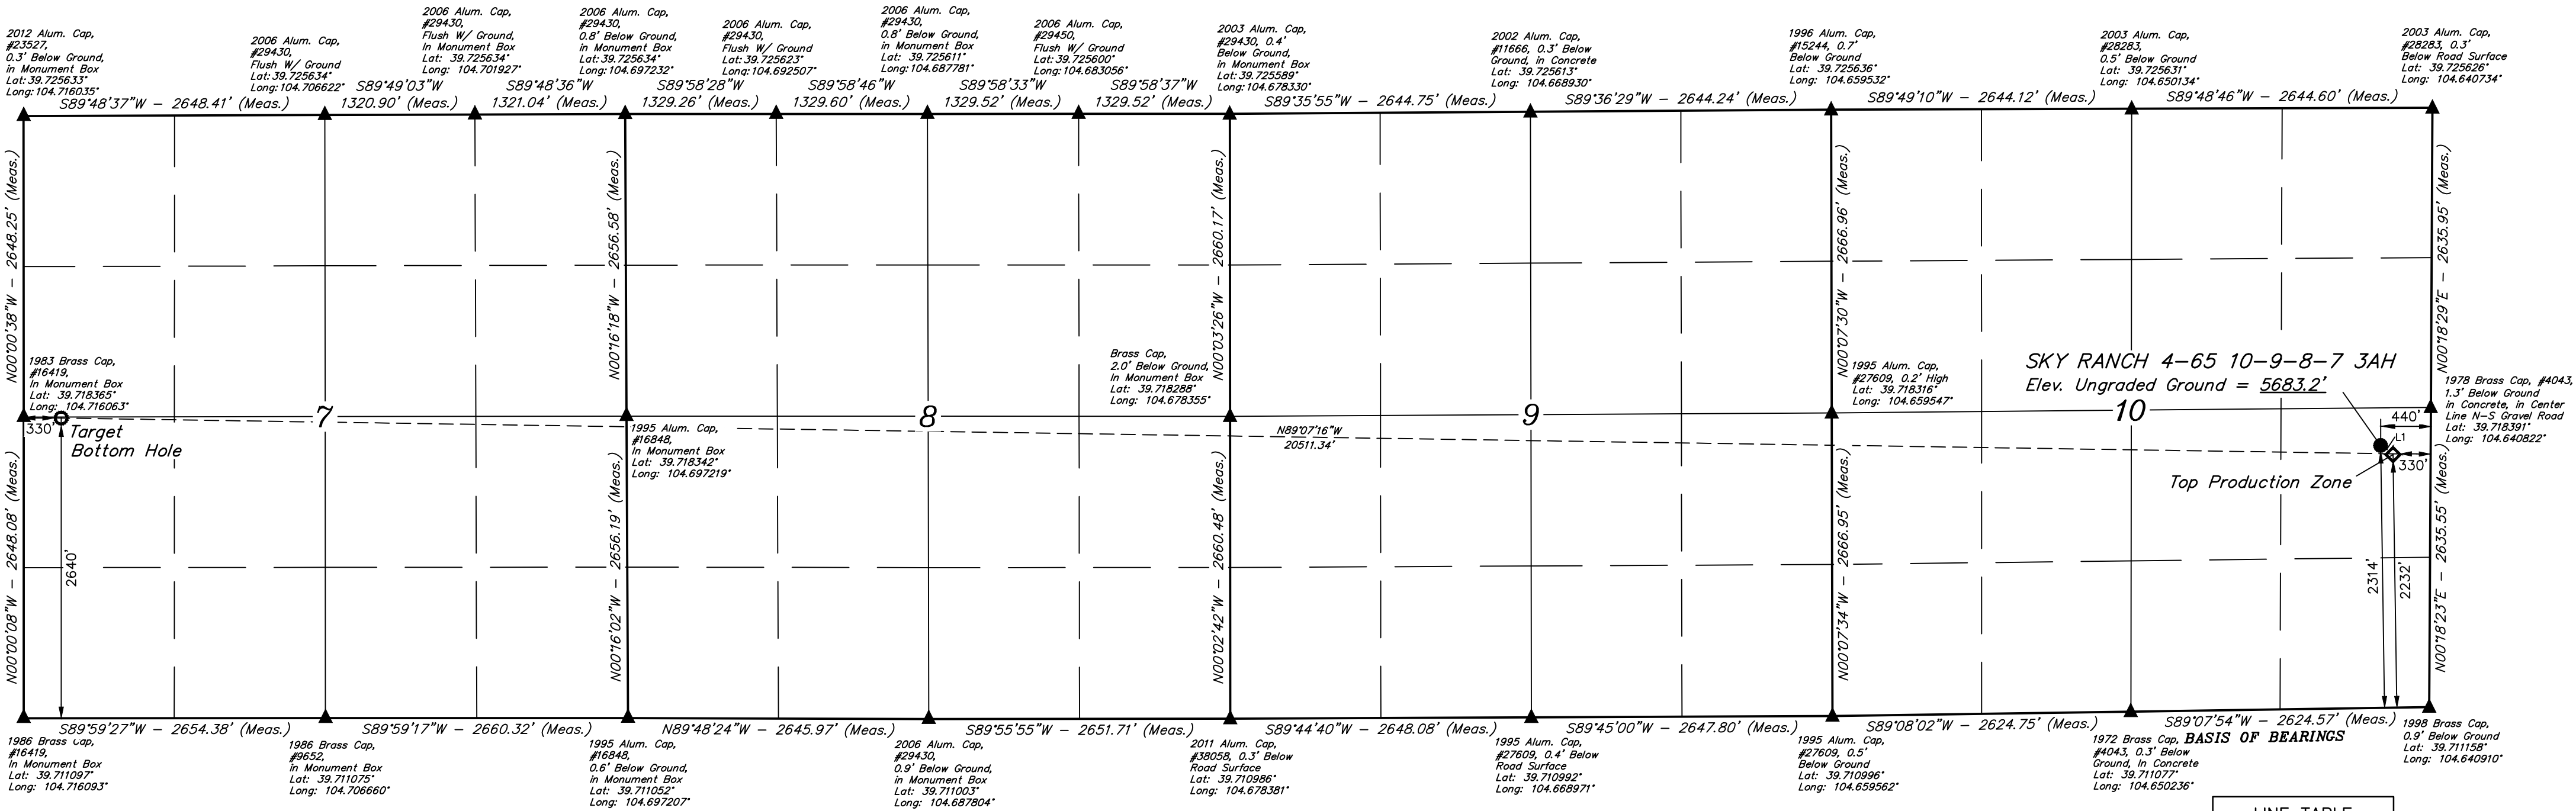 2012 Alum. Cap,
#23527,
0.3' Below Ground,
in Monument Box
Lat: 39.725633°
Long: 104.716035°
2006 Alum. Cap,
#29430,
Flush W/ Ground
Lat: 39.725634°
Long: 104.706622°
2006 Alum. Cap,
#29430,
Flush W/ Ground,
In Monument Box
Lat: 39.725634°
Long: 104.701927°
2006 Alum. Cap,
#29430,
0.8' Below Ground,
in Monument Box
Lat: 39.725634°
Long: 104.697232°
2006 Alum. Cap,
#29430,
Flush W/ Ground
Lat: 39.725623°
Long: 104.692507°
2006 Alum. Cap,
#29430,
0.8' Below Ground,
in Monument Box
Lat: 39.725611°
Long: 104.687781°
2006 Alum. Cap,
#29450,
Flush W/ Ground
Lat: 39.725600°
Long: 104.683056°
2003 Alum. Cap,
#29430, 0.4'
Below Ground,
in Monument Box
Lat: 39.725589°
Long: 104.678330°
2002 Alum. Cap,
#11666, 0.3' Below
Ground, in Concrete
Lat: 39.725613°
Long: 104.668930°
1996 Alum. Cap,
#15244, 0.7'
Below Ground
Lat: 39.725636°
Long: 104.659532°
2003 Alum. Cap,
#28283,
0.5' Below Ground
Lat: 39.725631°
Long: 104.650134°
2003 Alum. Cap,
#28283, 0.3'
Below Road Surface
Lat: 39.725626°
Long: 104.640734°
S89°48'37"W – 2648.41' (Meas.)
S89°49'03"W
1320.90' (Meas.)
S89°48'36"W
1321.04' (Meas.)
S89°58'28"W
1329.26' (Meas.)
S89°58'46"W
1329.60' (Meas.)
S89°58'33"W
1329.52' (Meas.)
S89°58'37"W
1329.52' (Meas.)
S89°35'55"W – 2644.75' (Meas.)
S89°36'29"W – 2644.24' (Meas.)
S89°49'10"W – 2644.12' (Meas.)
S89°48'46"W – 2644.60' (Meas.)
N00°00'38"W – 2648.25' (Meas.)
N00°16'18"W – 2656.58' (Meas.)
N00°03'26"W – 2660.17' (Meas.)
N00°07'30"W – 2666.96' (Meas.)
N00°18'29"E – 2635.95' (Meas.)
1983 Brass Cap,
#16419,
In Monument Box
Lat: 39.718365°
Long: 104.716063°
Brass Cap,
2.0' Below Ground,
In Monument Box
Lat: 39.718288°
Long: 104.678355°
1995 Alum. Cap,
#27609, 0.2' High
Lat: 39.718316°
Long: 104.659547°
SKY RANCH 4–65 10–9–8–7 3AH
Elev. Ungraded Ground = 5683.2'
1978 Brass Cap, #4043,
1.3' Below Ground
in Concrete, in Center
Line N–S Gravel Road
Lat: 39.718391°
Long: 104.640822°
7
8
9
10
330'
Target
Bottom Hole
1995 Alum. Cap,
#16848,
In Monument Box
Lat: 39.718342°
Long: 104.697219°
N89°07'16"W
20511.34'
440'
L1
330'
Top Production Zone
N00°00'08"W – 2648.08' (Meas.)
2640'
N00°16'02"W – 2656.19' (Meas.)
N00°02'42"W – 2660.48' (Meas.)
N00°07'34"W – 2666.95' (Meas.)
2314'
2232'
N00°18'23"E – 2635.55' (Meas.)
S89°59'27"W – 2654.38' (Meas.)
S89°59'17"W – 2660.32' (Meas.)
N89°48'24"W – 2645.97' (Meas.)
S89°55'55"W – 2651.71' (Meas.)
S89°44'40"W – 2648.08' (Meas.)
S89°45'00"W – 2647.80' (Meas.)
S89°08'02"W – 2624.75' (Meas.)
S89°07'54"W – 2624.57' (Meas.)
BASIS OF BEARINGS
1986 Brass Cap,
#16419,
In Monument Box
Lat: 39.711097°
Long: 104.716093°
1986 Brass Cap,
#9652,
in Monument Box
Lat: 39.711075°
Long: 104.706660°
1995 Alum. Cap,
#16848,
0.6' Below Ground,
in Monument Box
Lat: 39.711052°
Long: 104.697207°
2006 Alum. Cap,
#29430,
0.9' Below Ground,
in Monument Box
Lat: 39.711003°
Long: 104.687804°
2011 Alum. Cap,
#38058, 0.3' Below
Road Surface
Lat: 39.710986°
Long: 104.678381°
1995 Alum. Cap,
#27609, 0.4' Below
Road Surface
Lat: 39.710992°
Long: 104.668971°
1995 Alum. Cap,
#27609, 0.5'
Below Ground
Lat: 39.710996°
Long: 104.659562°
1972 Brass Cap,
#4043, 0.3' Below
Ground, In Concrete
Lat: 39.711077°
Long: 104.650236°
1998 Brass Cap,
0.9' Below Ground
Lat: 39.711158°
Long: 104.640910°
LINE TABLE